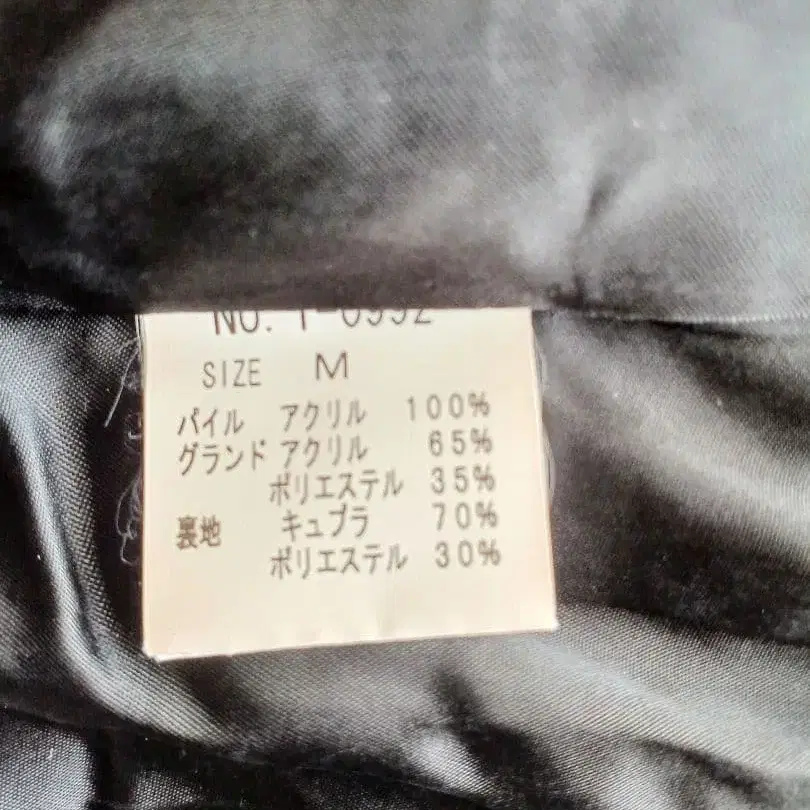 NO.
SIZE M
パイル アクリル 100%
グランド アクリル 65%
ポリエステル 35%
裏地 キュプラ 70%
ポリエステル 30%